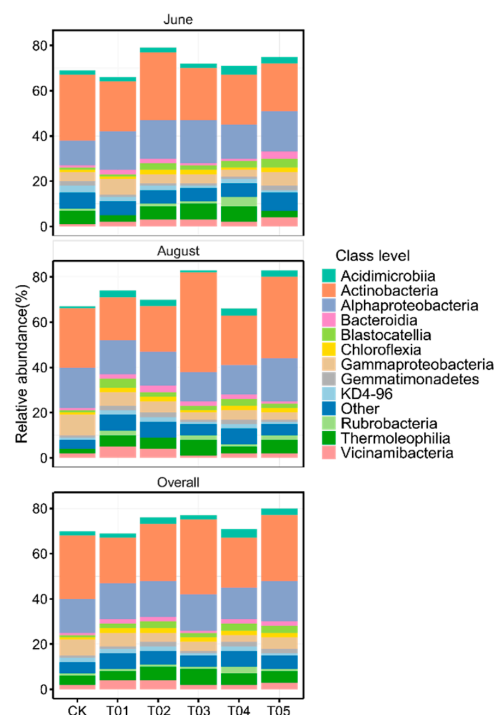 June
80
60
40
20
0
August
80
60
40
20
0
Overall
80
60
40
20
0
CK T01 T02 T03 T04 T05
Relative abundance(%)
Class level
Acidimicrobiia
Actinobacteria
Alphaproteobacteria
Bacteroidia
Blastocatellia
Chloroflexia
Gammaproteobacteria
Gemmatimonadetes
KD4-96
Other
Rubrobacteria
Thermoleophilia
Vicinamibacteria